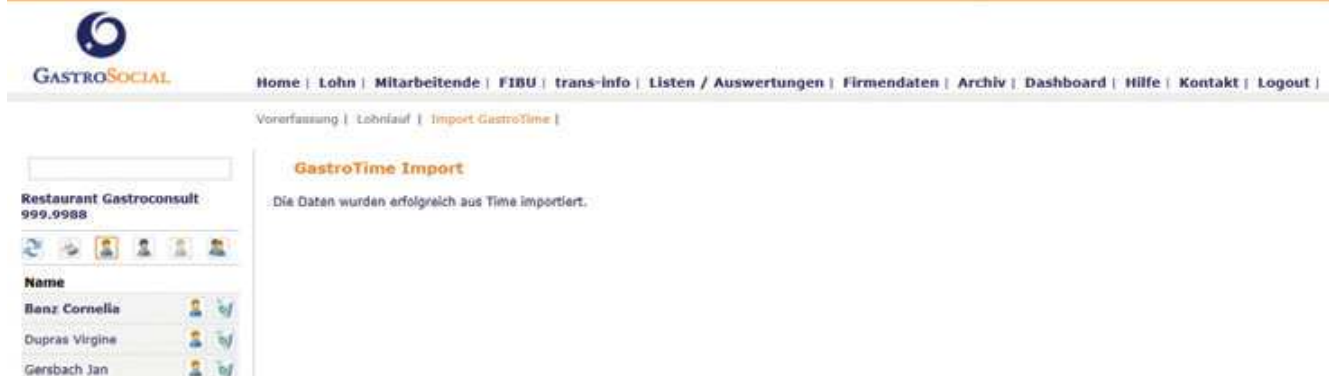 GASTROSOCIAL
Home | Lohn | Mitarbeitende | FIBU | trans-info | Listen / Auswertungen | Firmendaten | Archiv | Dashboard | Hilfe | Kontakt | Logout |
Vorerfassung | Lohnlauf | Import GastroTime |
GastroTime Import
Die Daten wurden erfolgreich aus Time importiert.
Restaurant Gastroconsult
999.9988
Name
Banz Cornelia
Dupras Virgine
Gersbach Jan